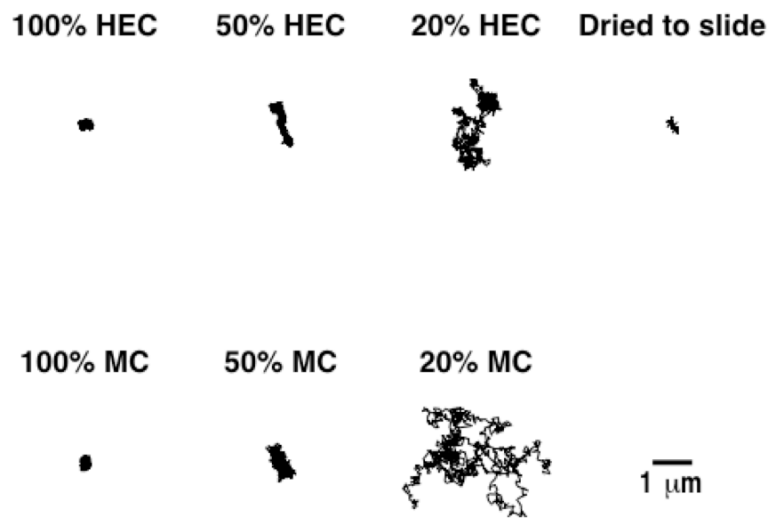 100% HEC 50% HEC 20% HEC Dried to slide
100% MC 50% MC 20% MC
1 μm